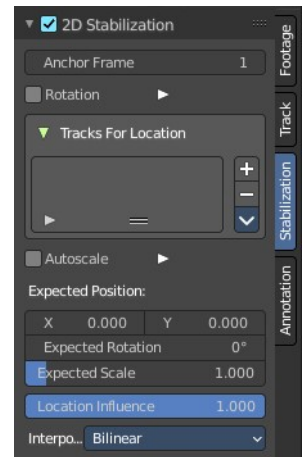 2D Stabilization
Anchor Frame 1
Rotation
Tracks For Location
Autoscale
Expected Position:
X 0.000 Y 0.000
Expected Rotation 0°
Expected Scale 1.000
Location Influence 1.000
Interpo... Bilinear
Footage
Track
Stabilization
Annotation